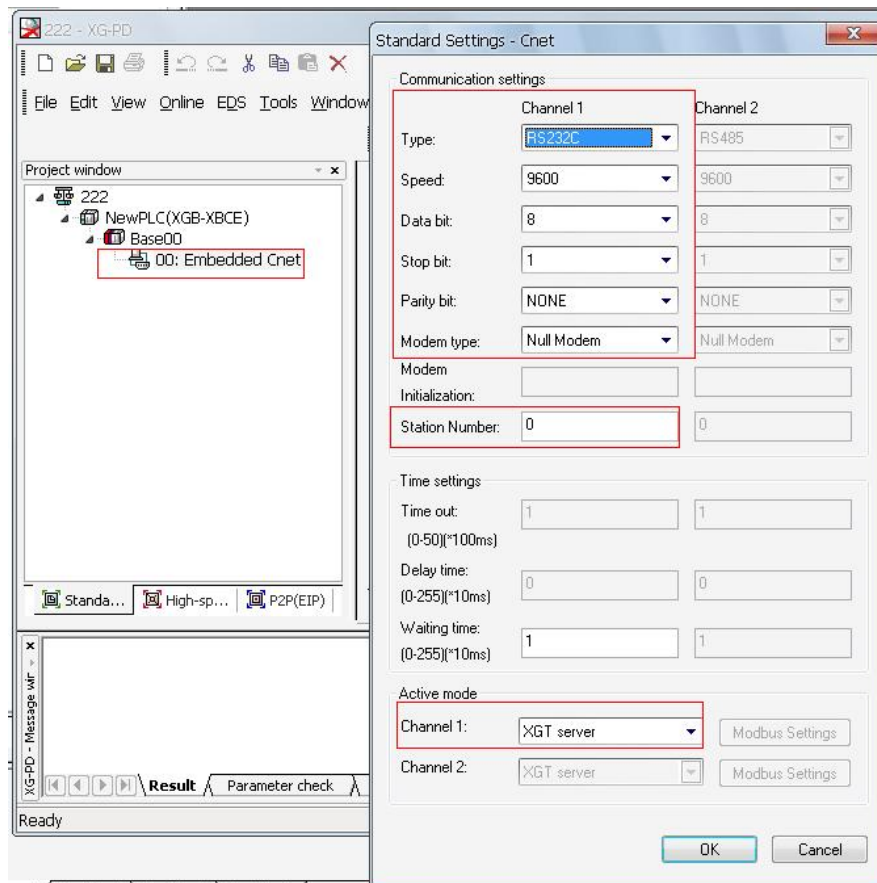 222 - XG-PD
File Edit View Online EDS Tools Window
Project window
222
NewPLC(XGB-XBCE)
Base00
00: Embedded Cnet
Standa... High-sp... P2P(EIP)
XG-PD - Message wir
Result Parameter check
Ready
Standard Settings - Cnet
Communication settings
Channel 1 Channel 2
Type: RS232C RS485
Speed: 9600 9600
Data bit: 8 8
Stop bit: 1 1
Parity bit: NONE NONE
Modem type: Null Modem Null Modem
Modem
Initialization:
Station Number: 0 0
Time settings
Time out: 1 1
(0-50)(*100ms)
Delay time: 0 0
(0-255)(*10ms)
Waiting time: 1 1
(0-255)(*10ms)
Active mode
Channel 1: XGT server Modbus Settings
Channel 2: XGT server Modbus Settings
OK Cancel